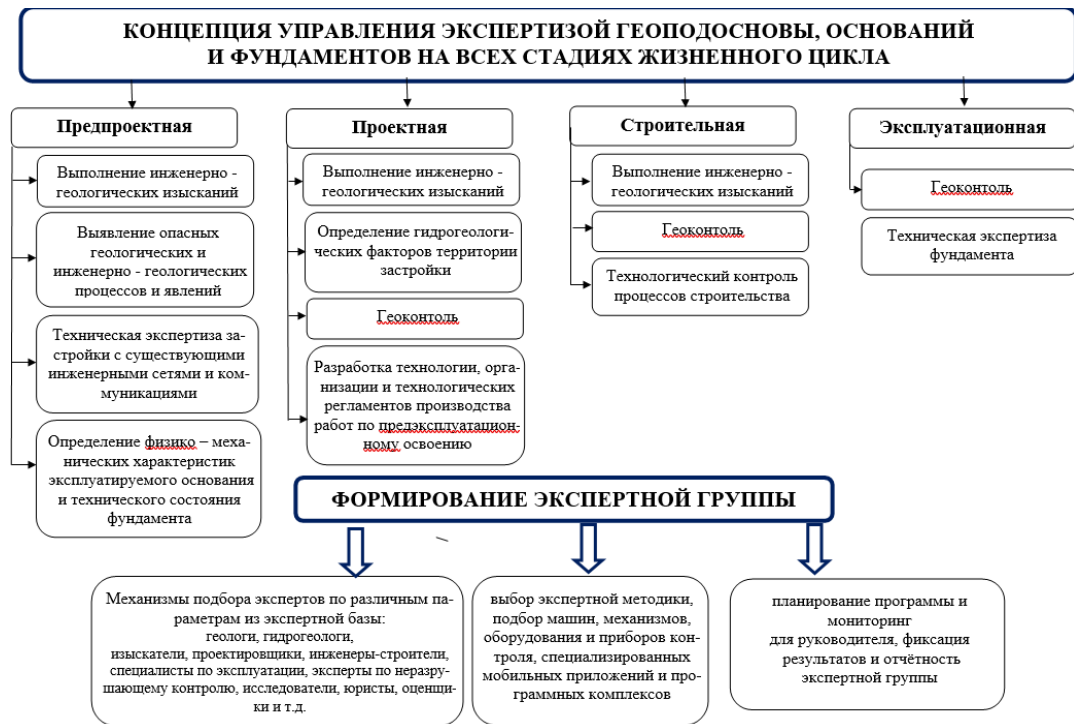 КОНЦЕПЦИЯ УПРАВЛЕНИЯ ЭКСПЕРТИЗОЙ ГЕОПОДОСНОВЫ, ОСНОВАНИЙ
И ФУНДАМЕНТОВ НА ВСЕХ СТАДИЯХ ЖИЗНЕННОГО ЦИКЛА
Предпроектная
Выполнение инженерно -
геологических изысканий
Выявление опасных
геологических и
инженерно - геологических
процессов и явлений
Техническая экспертиза за-
стройки с существующими
инженерными сетями и ком-
муникациями
Определение физико – меха-
нических характеристик
эксплуатируемого основания
и технического состояния
фундамента
Проектная
Выполнение инженерно -
геологических изысканий
Определение гидрогеологи-
ческих факторов территории
застройки
Геоконтоль
Разработка технологии, орга-
низации и технологических
регламентов производства
работ по предэксплуатацион-
ному освоению
Строительная
Выполнение инженерно -
геологических изысканий
Геоконтоль
Технологический контроль
процессов строительства
Эксплуатационная
Геоконтоль
Техническая экспертиза
фундамента
ФОРМИРОВАНИЕ ЭКСПЕРТНОЙ ГРУППЫ
Механизмы подбора экспертов по различным па-
раметрам из экспертной базы:
геологи, гидрогеологи,
изыскатели, проектировщики, инженеры-строители,
специалисты по эксплуатации, эксперты по неразру-
шающему контролю, исследователи, юристы, оценщи-
ки и т.д.
выбор экспертной методики,
подбор машин, механизмов,
оборудования и приборов кон-
троля, специализированных
мобильных приложений и про-
граммных комплексов
планирование программы и
мониторинг
для руководителя, фиксация
результатов и отчётность
экспертной группы